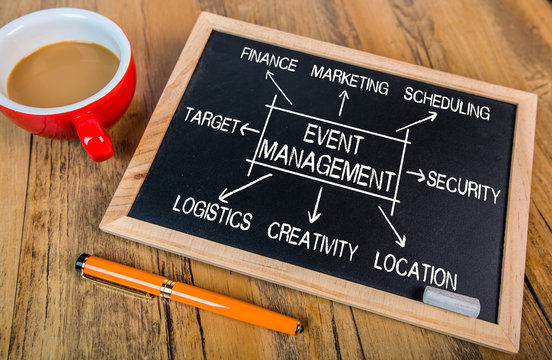 FINANCE MARKETING SCHEDULING
TARGET
EVENT
MANAGEMENT
SECURITY
LOGISTICS CREATIVITY LOCATION